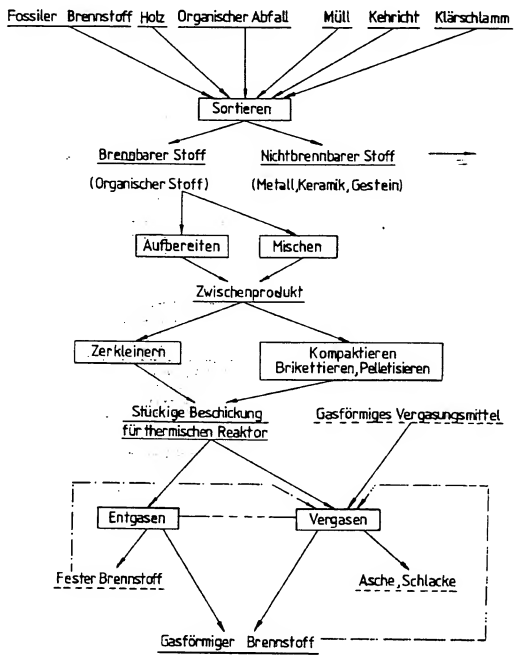 Fossiler Brennstoff Holz Organischer Abfall Müll Kehricht Klärschlamm
Sortieren
Brennbarer Stoff Nichtbrennbarer Stoff
(Organischer Stoff) (Metall, Keramik, Gestein)
Aufbereiten Mischen
Zwischenprodukt
Zerkleinern
Kompaktieren
Brikettieren, Pelletisieren
Stückige Beschickung
für thermischen Reaktor
Gasförmiges Vergasungsmittel
Entgasen Vergasen
Fester Brennstoff Asche, Schlacke
Gasförmiger Brennstoff